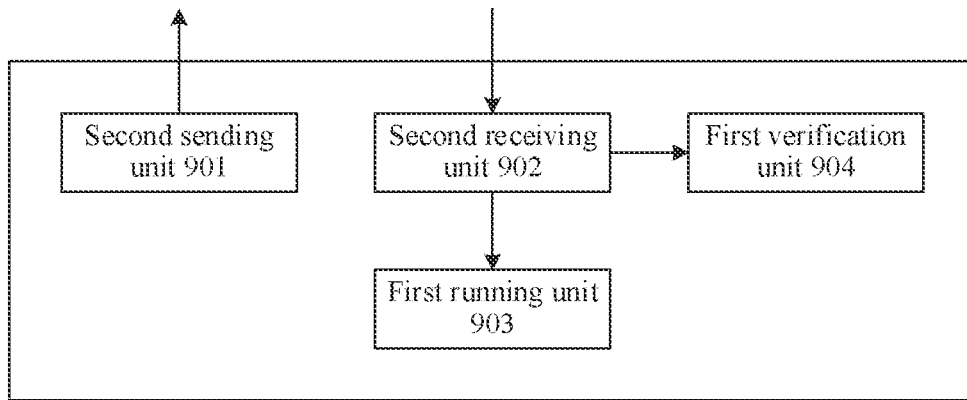 Second sending
unit 901
Second receiving
unit 902
First verification
unit 904
First running unit
903